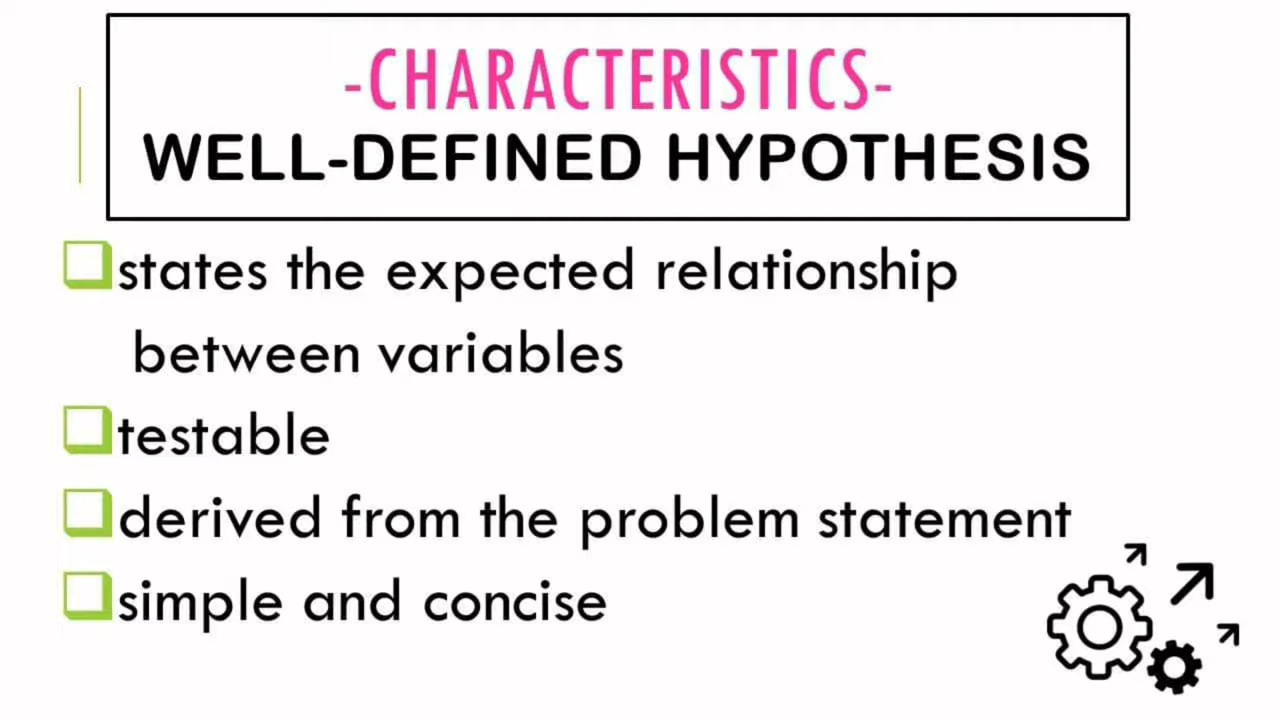 -CHARACTERISTICS-
WELL-DEFINED HYPOTHESIS
states the expected relationship
between variables
testable
derived from the problem statement
simple and concise